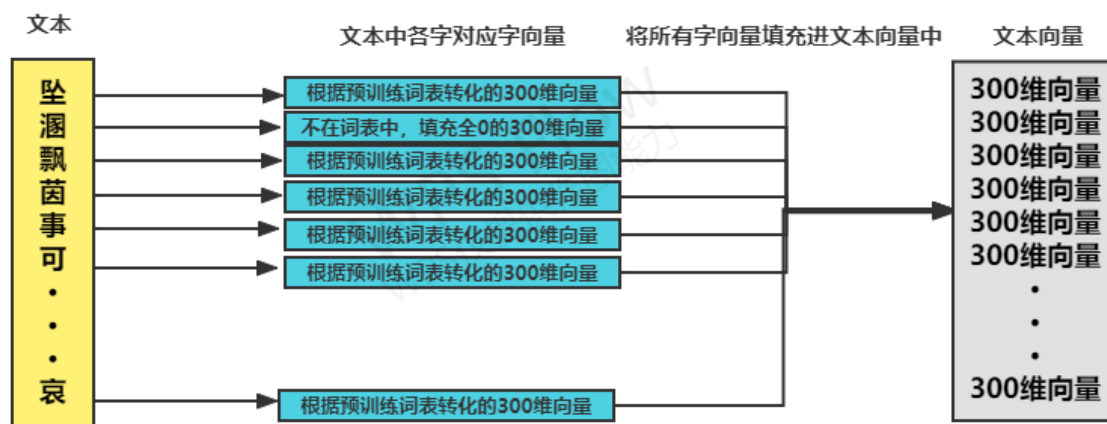 文本
文本中各字对应字向量
将所有字向量填充进文本向量中
文本向量
坠
溷
飘
茵
事
可
·
·
·
哀
根据预训练词表转化的300维向量
不在词表中，填充全0的300维向量
根据预训练词表转化的300维向量
根据预训练词表转化的300维向量
根据预训练词表转化的300维向量
根据预训练词表转化的300维向量
根据预训练词表转化的300维向量
300维向量
300维向量
300维向量
300维向量
300维向量
300维向量
·
·
·
300维向量